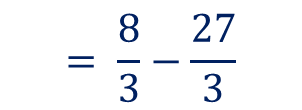 = 8/3 − 27/3